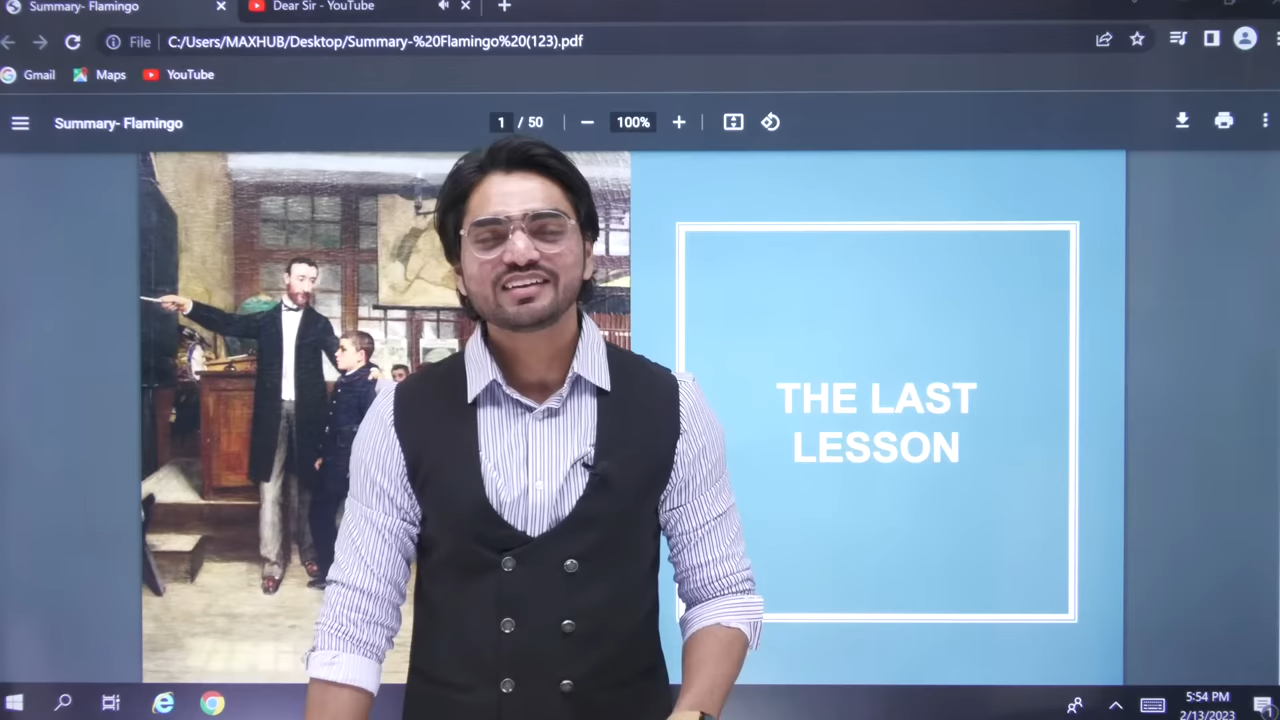 Summary- Flamingo
Dear Sir - YouTube
File
C:/Users/MAXHUB/Desktop/Summary-%20Flamingo%20(123).pdf
Gmail
Maps
YouTube
Summary- Flamingo
1 / 50
100%
THE LAST
LESSON
5:54 PM
2/13/2023